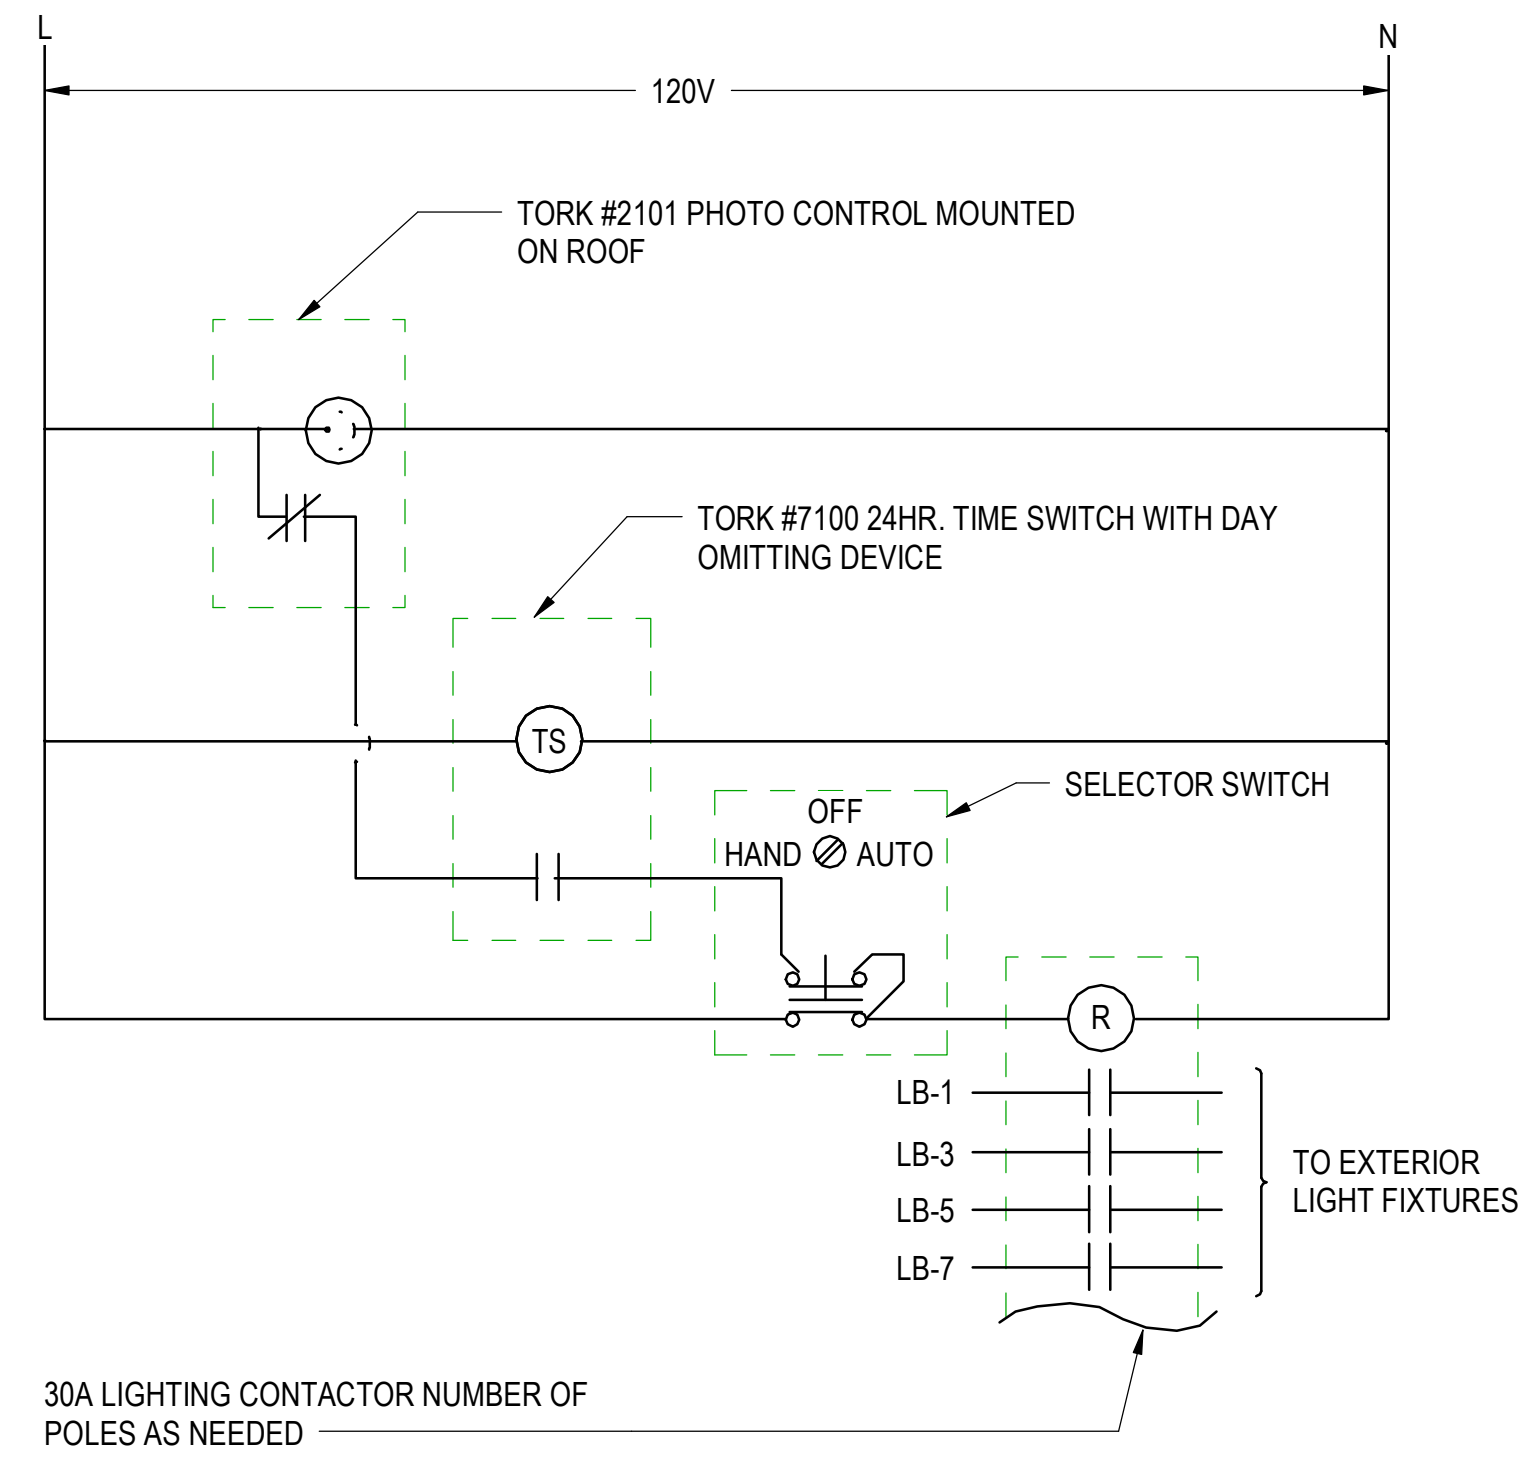 L
N
120V
TORK #2101 PHOTO CONTROL MOUNTED
ON ROOF
TORK #7100 24HR. TIME SWITCH WITH DAY
OMITTING DEVICE
TS
SELECTOR SWITCH
OFF
HAND AUTO
R
LB-1
LB-3
LB-5
LB-7
TO EXTERIOR
LIGHT FIXTURES
30A LIGHTING CONTACTOR NUMBER OF
POLES AS NEEDED